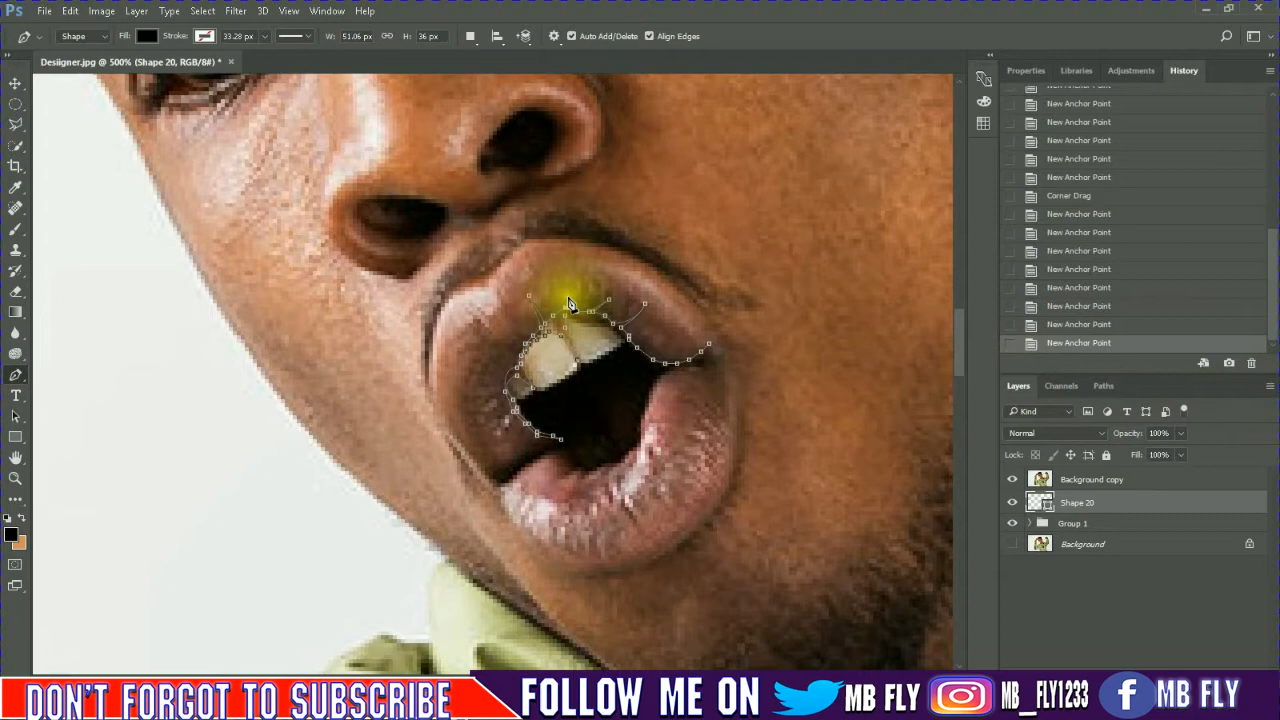 Ps File Edit Image Layer Type Select Filter 3D View Window Help
Shape Fill: Stroke: 33.28 px W: 51.06 px H: 36 px Auto Add/Delete Align Edges
Desiigner.jpg @ 500% (Shape 20, RGB/8#) * ×
Properties Libraries Adjustments History
New Anchor Point
New Anchor Point
New Anchor Point
New Anchor Point
New Anchor Point
New Anchor Point
Corner Drag
New Anchor Point
New Anchor Point
New Anchor Point
New Anchor Point
New Anchor Point
New Anchor Point
New Anchor Point
New Anchor Point
Layers Channels Paths
Kind
Normal Opacity: 100%
Lock: Fill: 100%
Background copy
Shape 20
Group 1
Background
DON'T FORGOT TO SUBSCRIBE FOLLOW ME ON MB FLY MB_FLY1233 f MB FLY